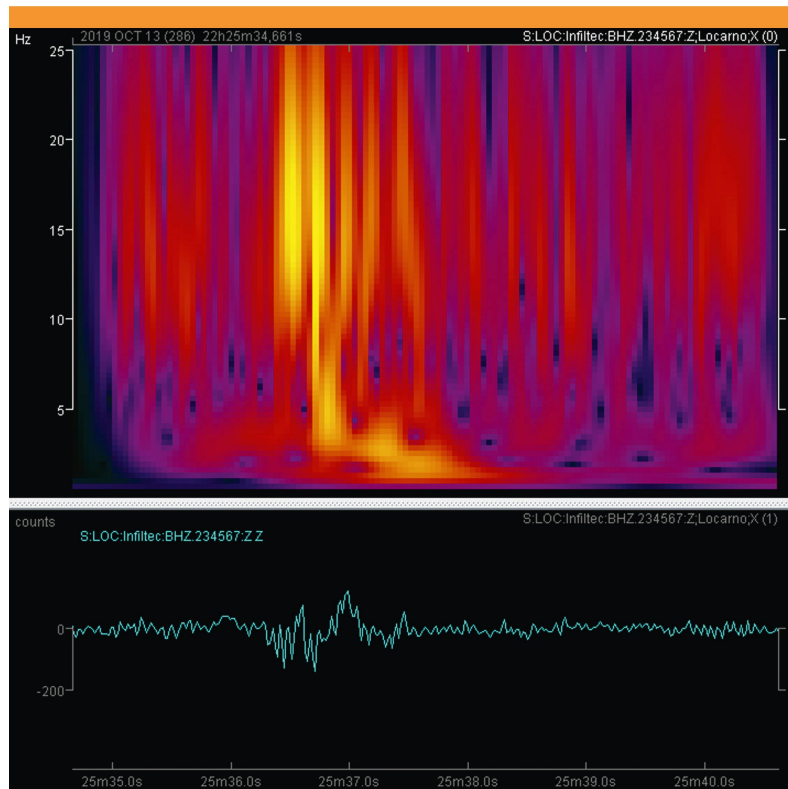 Hz
2019 OCT 13 (286) 22h25m34,661s
S:LOC:Infiltec:BHZ.234567:Z;Locarno;X (0)
25
20
15
10
5
counts
S:LOC:Infiltec:BHZ.234567:Z;Locarno;X (1)
S:LOC:Infiltec:BHZ.234567:Z Z
0
-200
25m35.0s 25m36.0s 25m37.0s 25m38.0s 25m39.0s 25m40.0s